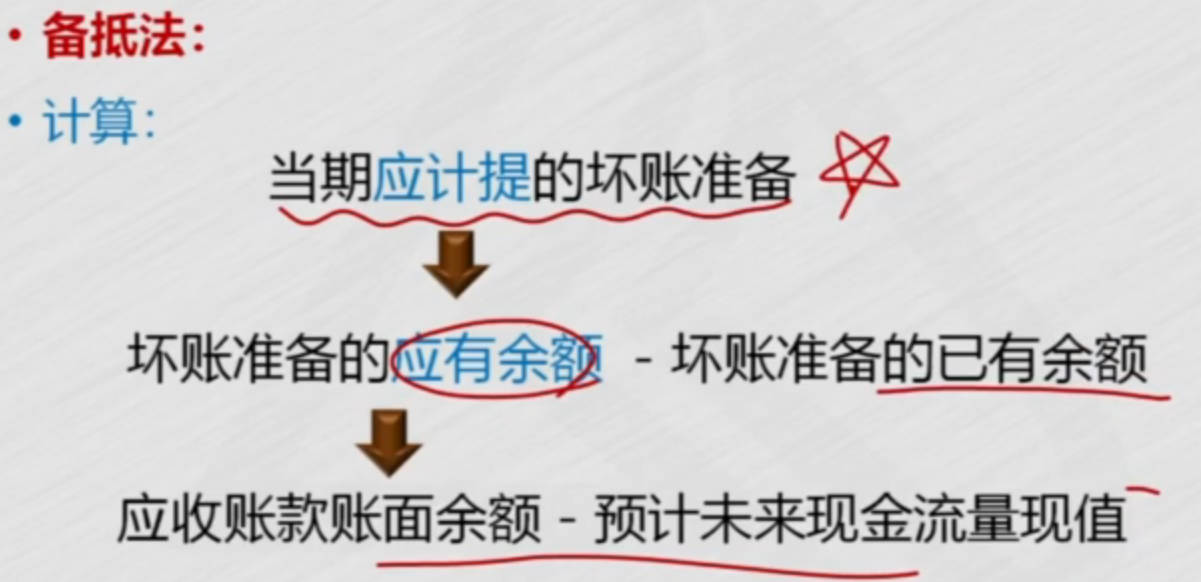 • 备抵法：
• 计算：
当期应计提的坏账准备
坏账准备的应有余额 - 坏账准备的已有余额
应收账款账面余额 - 预计未来现金流量现值